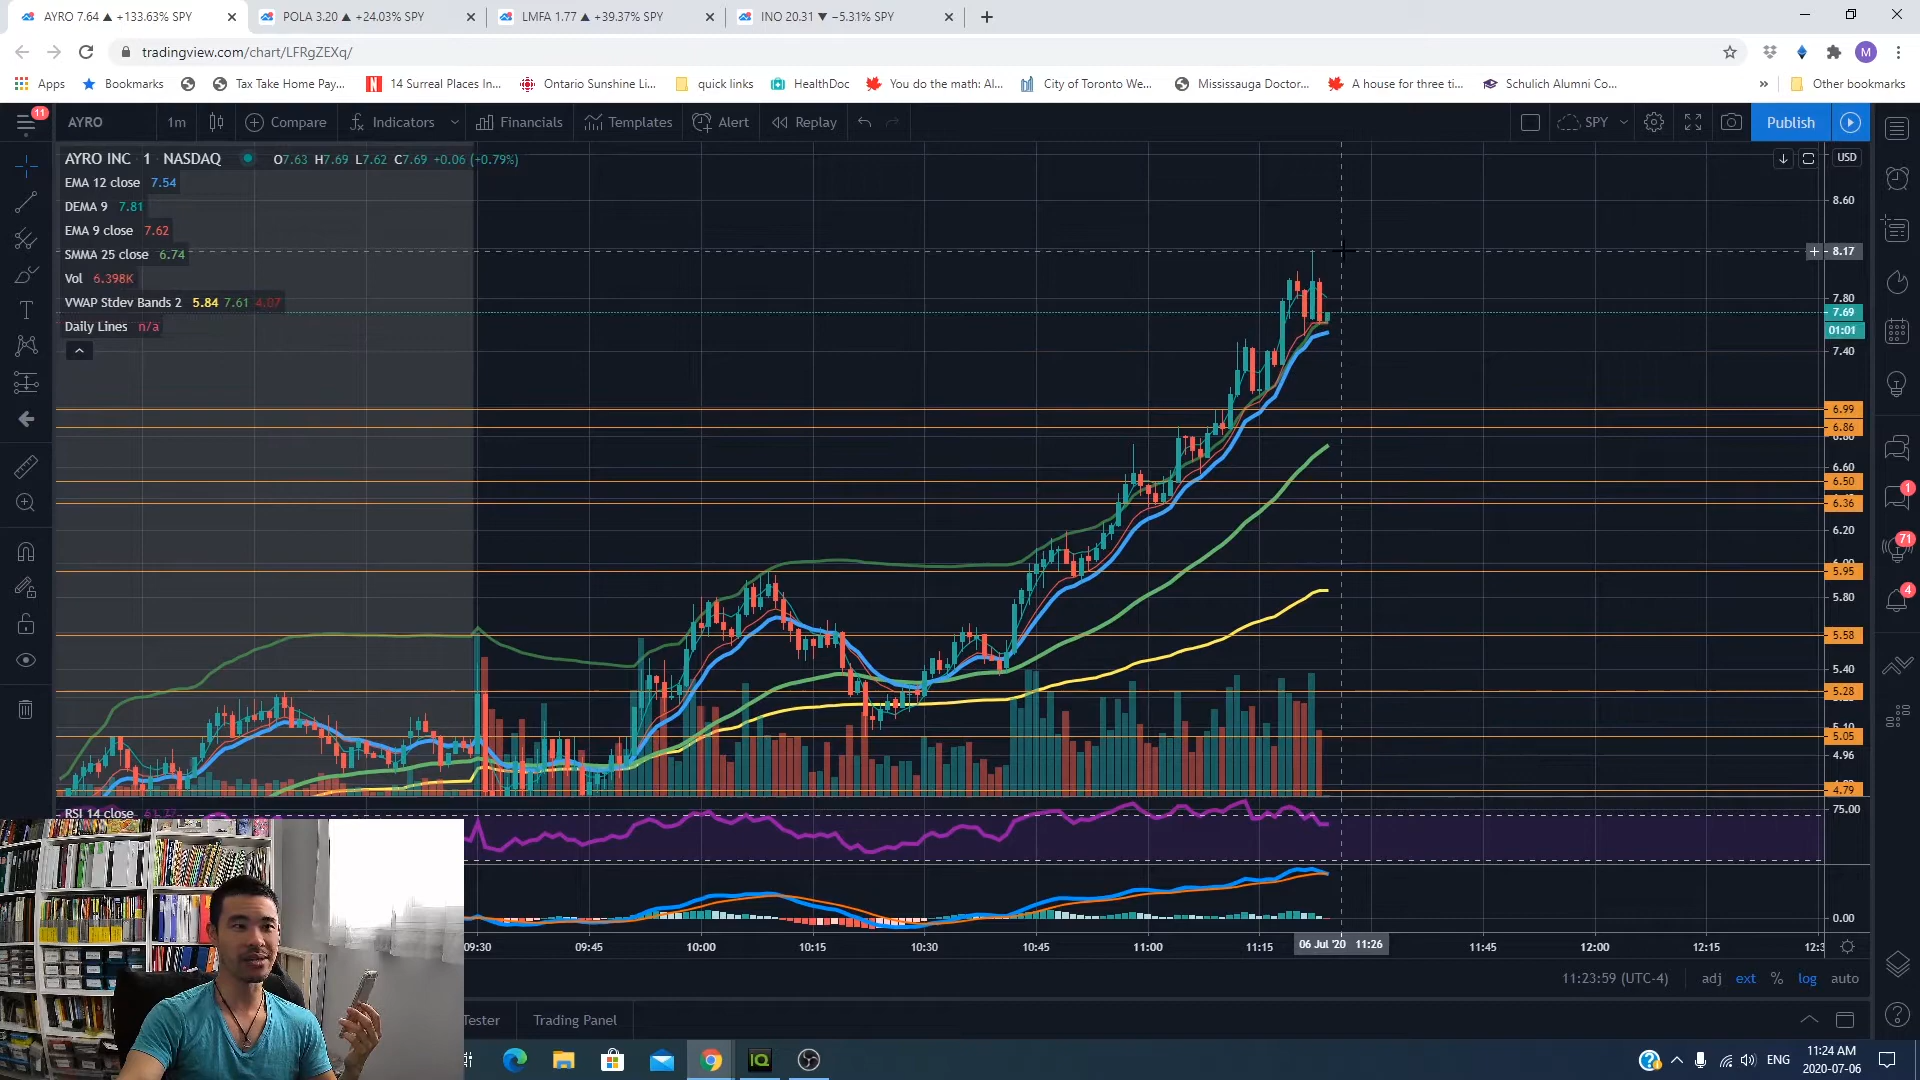 AYRO 7.64 ▲ +133.63% SPY
POLA 3.20 ▲ +24.03% SPY
LMFA 1.77 ▲ +39.37% SPY
INO 20.31 ▼ −5.31% SPY
tradingview.com/chart/LFRgZEXq/
M
Apps
Bookmarks
Tax Take Home Pay...
14 Surreal Places In...
Ontario Sunshine Li...
quick links
HealthDoc
You do the math: Al...
City of Toronto We...
Mississauga Doctor...
A house for three ti...
Schulich Alumni Co...
»
Other bookmarks
11
AYRO
1m
Compare
Indicators
Financials
Templates
Alert
Replay
SPY
Publish
AYRO INC 1 NASDAQ O7.63 H7.69 L7.62 C7.69 +0.06 (+0.79%)
EMA 12 close 7.54
DEMA 9 7.81
EMA 9 close 7.62
SMMA 25 close 6.74
Vol 6.398K
VWAP Stdev Bands 2 5.84 7.61 4.07
Daily Lines n/a
USD
8.60
8.17
7.80
7.69
01:01
7.40
6.99
6.86
6.60
6.50
6.36
6.20
5.95
5.80
5.58
5.40
5.28
5.10
5.05
4.96
4.79
75.00
0.00
1
71
4
RSI 14 close
09:30
09:45
10:00
10:15
10:30
10:45
11:00
11:15
06 Jul '20 11:26
11:45
12:00
12:15
12:3
11:23:59 (UTC-4)
adj
ext
%
log
auto
Tester
Trading Panel
ENG
11:24 AM
2020-07-06